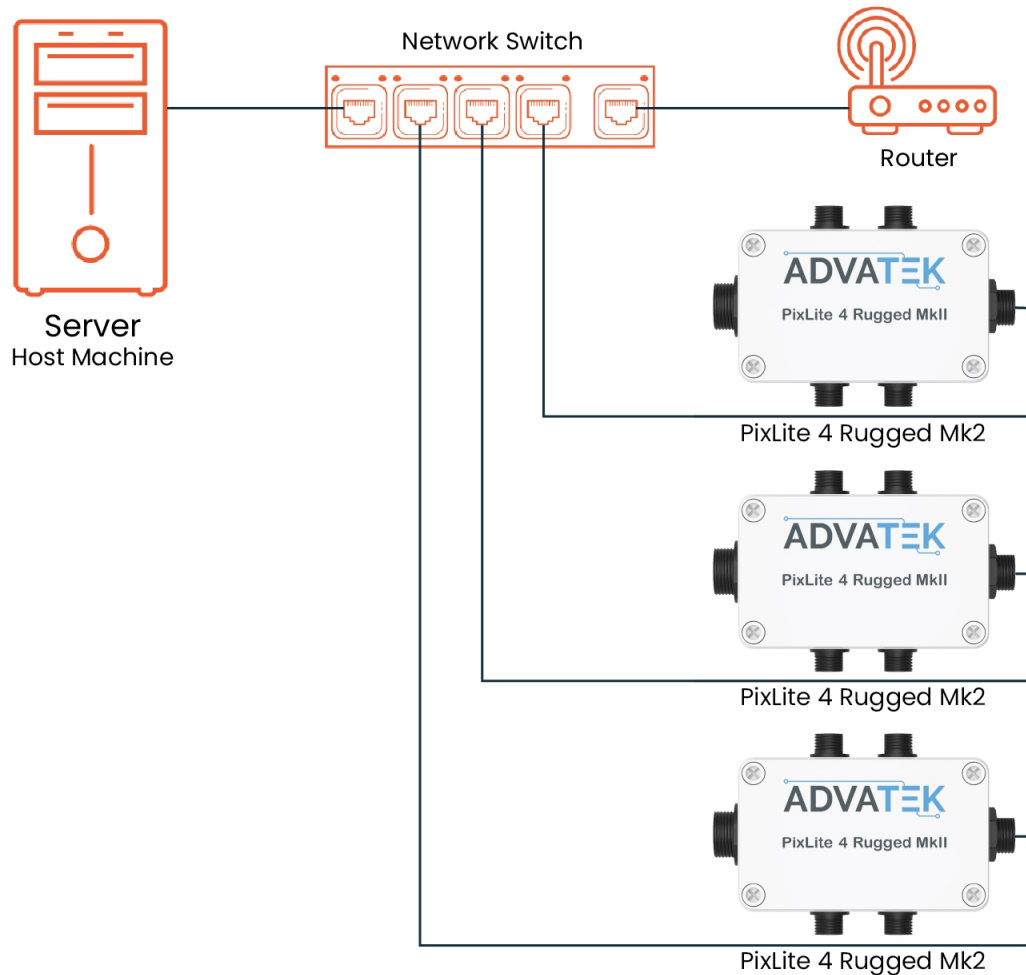 Network Switch
Router
Server
Host Machine
ADVATEK
PixLite 4 Rugged MkII
PixLite 4 Rugged Mk2
ADVATEK
PixLite 4 Rugged MkII
PixLite 4 Rugged Mk2
ADVATEK
PixLite 4 Rugged MkII
PixLite 4 Rugged Mk2